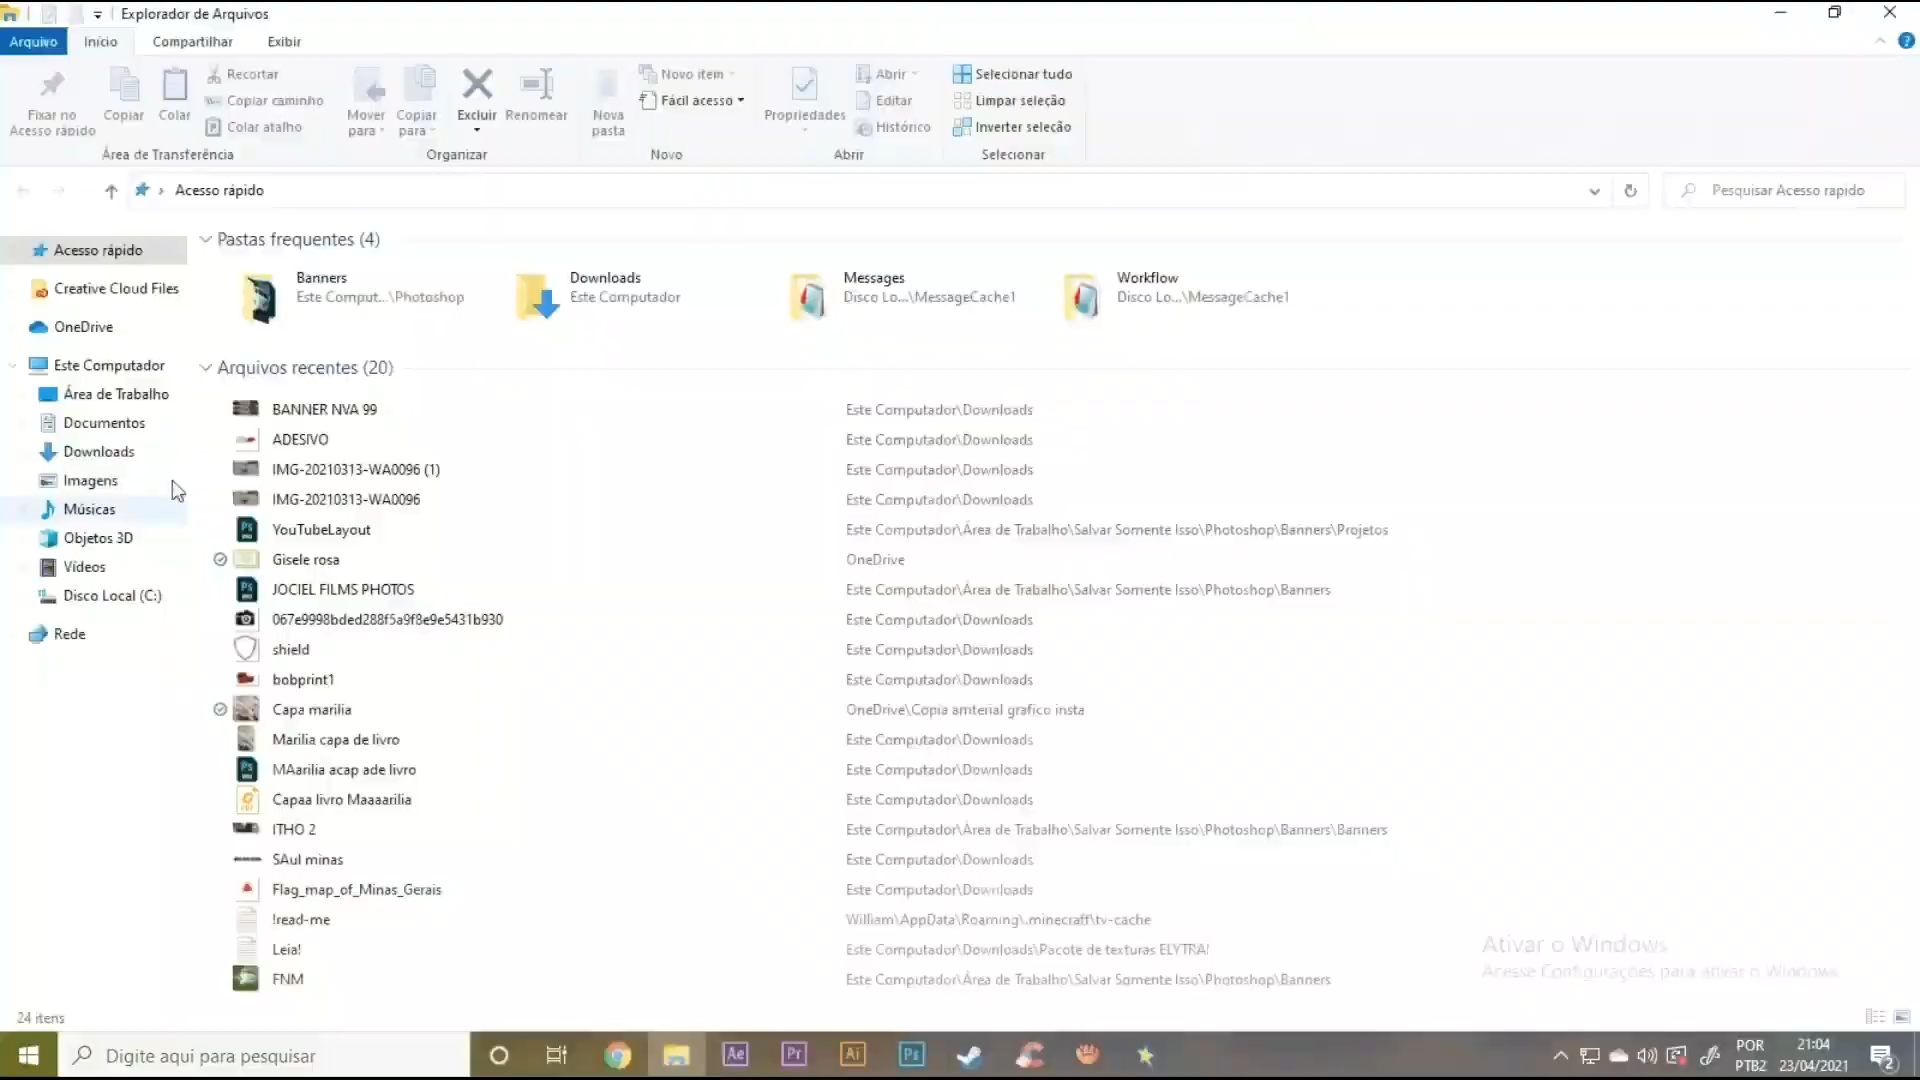 Explorador de Arquivos
Arquivo Início Compartilhar Exibir
Fixar no Acesso rápido
Copiar
Colar
Recortar
Copiar caminho
Colar atalho
Área de Transferência
Mover para
Copiar para
Excluir
Renomear
Organizar
Nova pasta
Novo item
Fácil acesso
Novo
Propriedades
Abrir
Editar
Histórico
Abrir
Selecionar tudo
Limpar seleção
Inverter seleção
Selecionar
Acesso rápido
Pesquisar Acesso rápido
Acesso rápido
Creative Cloud Files
OneDrive
Este Computador
Área de Trabalho
Documentos
Downloads
Imagens
Músicas
Objetos 3D
Vídeos
Disco Local (C:)
Rede
Pastas frequentes (4)
Banners
Este Comput...\Photoshop
Downloads
Este Computador
Messages
Disco Lo...\MessageCache1
Workflow
Disco Lo...\MessageCache1
Arquivos recentes (20)
BANNER NVA 99 Este Computador\Downloads
ADESIVO Este Computador\Downloads
IMG-20210313-WA0096 (1) Este Computador\Downloads
IMG-20210313-WA0096 Este Computador\Downloads
YouTubeLayout Este Computador\Área de Trabalho\Salvar Somente Isso\Photoshop\Banners\Projetos
Gisele rosa OneDrive
JOCIEL FILMS PHOTOS Este Computador\Área de Trabalho\Salvar Somente Isso\Photoshop\Banners
067e9998bded288f5a9f8e9e5431b930 Este Computador\Downloads
shield Este Computador\Downloads
bobprint1 Este Computador\Downloads
Capa marilia OneDrive\Copia amterial grafico insta
Marilia capa de livro Este Computador\Downloads
MAarilia acap ade livro Este Computador\Downloads
Capaa livro Maaaarilia Este Computador\Downloads
ITHO 2 Este Computador\Área de Trabalho\Salvar Somente Isso\Photoshop\Banners\Banners
SAul minas Este Computador\Downloads
Flag_map_of_Minas_Gerais Este Computador\Downloads
!read-me William\AppData\Roaming\.minecraft\tv-cache
Leia! Este Computador\Downloads\Pacote de texturas ELYTRA!
FNM Este Computador\Área de Trabalho\Salvar Somente Isso\Photoshop\Banners
Ativar o Windows
Acesse Configurações para ativar o Windows.
24 itens
Digite aqui para pesquisar
Ae Pr Ai Ps
POR
PTB2
21:04
23/04/2021
2